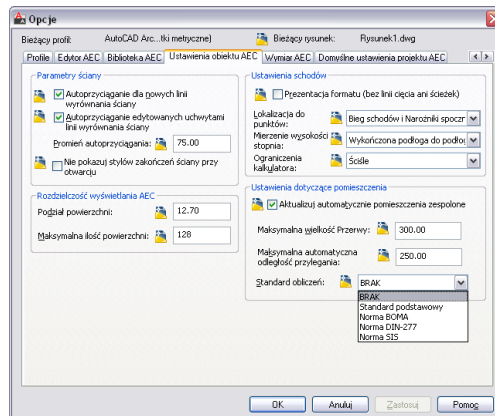 Opcje
Bieżący profil: AutoCAD Arc...tki metryczne) Bieżący rysunek: Rysunek1.dwg
Profile Edytor AEC Biblioteka AEC Ustawienia obiektu AEC Wymiar AEC Domyślne ustawienia projektu AEC
Parametry ściany
Autoprzyciąganie dla nowych linii
wyrównania ściany
Autoprzyciąganie edytowanych uchwytami
linii wyrównania ściany
Promień autoprzyciągania: 75.00
Nie pokazuj stylów zakończeń ściany przy
otwarciu
Rozdzielczość wyświetlania AEC
Podział powierzchni: 12.70
Maksymalna ilość powierzchni: 128
Ustawienia schodów
Prezentacja formatu (bez linii cięcia ani ścieżek)
Lokalizacja do
punktów: Bieg schodów i Narożniki spoczr
Mierzenie wysokości
stopnia: Wykończona podłoga do podłog
Ograniczenia
kalkulatora: Ściśle
Ustawienia dotyczące pomieszczenia
Aktualizuj automatycznie pomieszczenia zespolone
Maksymalna wielkość Przerwy: 300.00
Maksymalna automatyczna
odległość przylegania: 250.00
Standard obliczeń: BRAK
BRAK
Standard podstawowy
Norma BOMA
Norma DIN-277
Norma SIS
OK Anuluj Zastosuj Pomoc